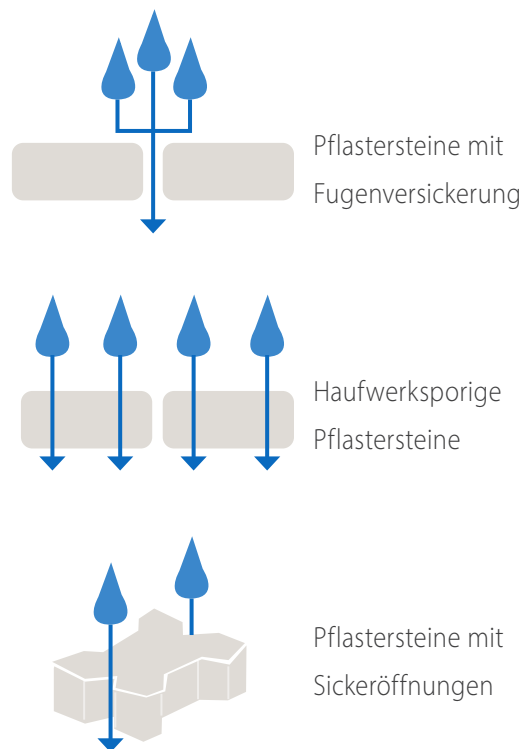 Pflastersteine mit
Fugenversickerung
Haufwerksporige
Pflastersteine
Pflastersteine mit
Sickeröffnungen